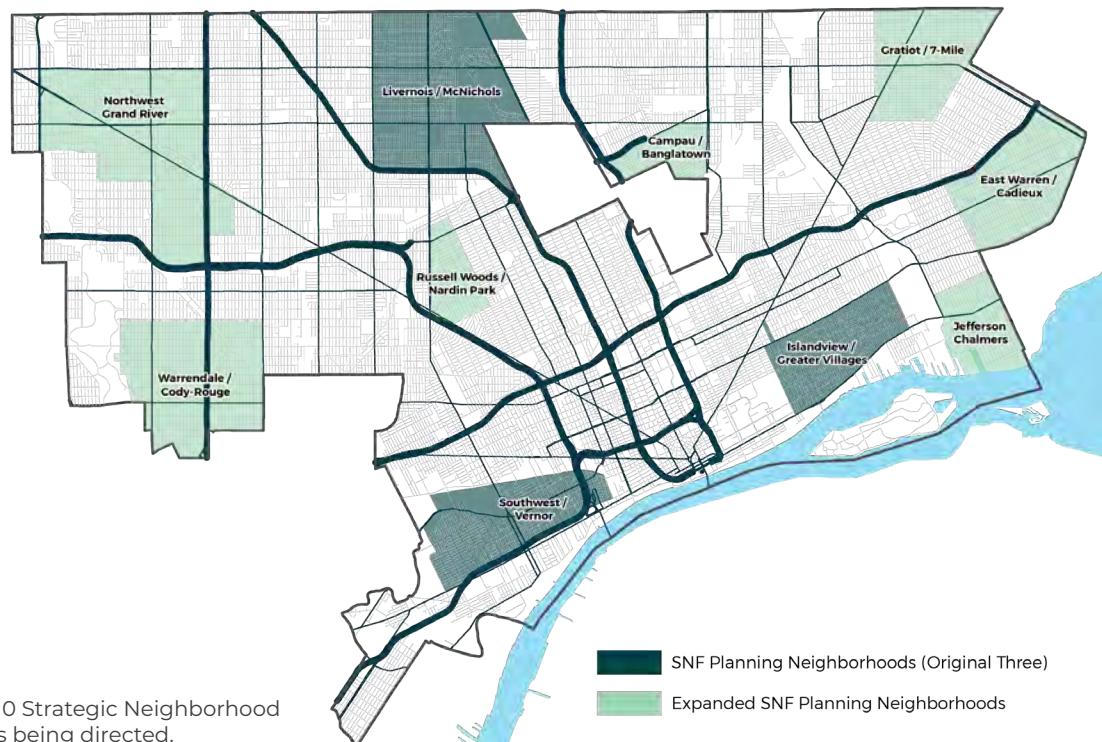 Gratiot / 7-Mile
Livernois / McNichols
Northwest
Grand River
Campau /
Banglatown
East Warren /
Cadieux
Russell Woods /
Nardin Park
Jefferson
Chalmers
Islandview /
Greater Villages
Warrendale /
Cody-Rouge
Southwest /
Vernor
SNF Planning Neighborhoods (Original Three)
Expanded SNF Planning Neighborhoods
0 Strategic Neighborhood
s being directed.